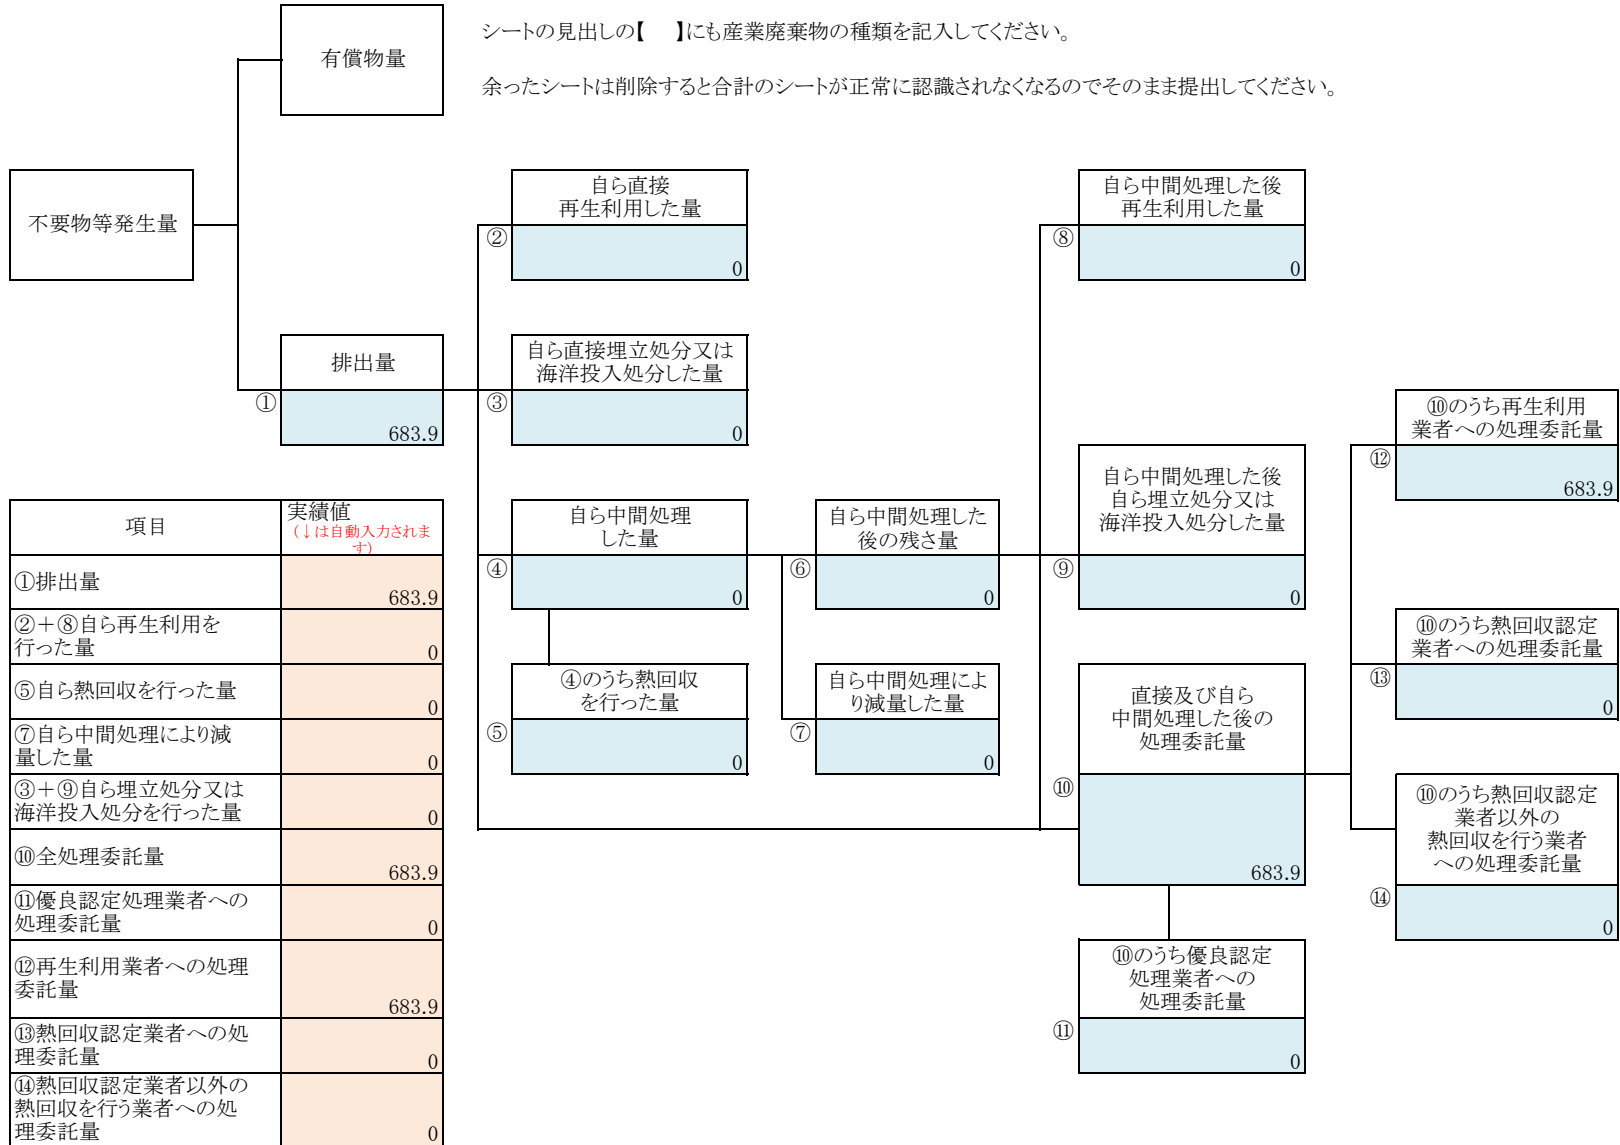 シートの見出しの【　】にも産業廃棄物の種類を記入してください。
余ったシートは削除すると合計のシートが正常に認識されなくなるのでそのまま提出してください。
有償物量
不要物等発生量
排出量
①
683.9
自ら直接
再生利用した量
②
0
自ら直接埋立処分又は
海洋投入処分した量
③
0
自ら中間処理
した量
④
0
④のうち熱回収
を行った量
⑤
0
自ら中間処理した
後の残さ量
⑥
0
自ら中間処理によ
り減量した量
⑦
0
自ら中間処理した後
再生利用した量
⑧
0
自ら中間処理した後
自ら埋立処分又は
海洋投入処分した量
⑨
0
直接及び自ら
中間処理した後の
処理委託量
⑩
683.9
⑩のうち優良認定
処理業者への
処理委託量
⑪
0
⑩のうち再生利用
業者への処理委託量
⑫
683.9
⑩のうち熱回収認定
業者への処理委託量
⑬
0
⑩のうち熱回収認定
業者以外の
熱回収を行う業者
への処理委託量
⑭
0
項目
実績値
（↓は自動入力されま
す）
①排出量
683.9
②＋⑧自ら再生利用を
行った量
0
⑤自ら熱回収を行った量
0
⑦自ら中間処理により減
量した量
0
③＋⑨自ら埋立処分又は
海洋投入処分を行った量
0
⑩全処理委託量
683.9
⑪優良認定処理業者への
処理委託量
0
⑫再生利用業者への処理
委託量
683.9
⑬熱回収認定業者への処
理委託量
0
⑭熱回収認定業者以外の
熱回収を行う業者への処
理委託量
0